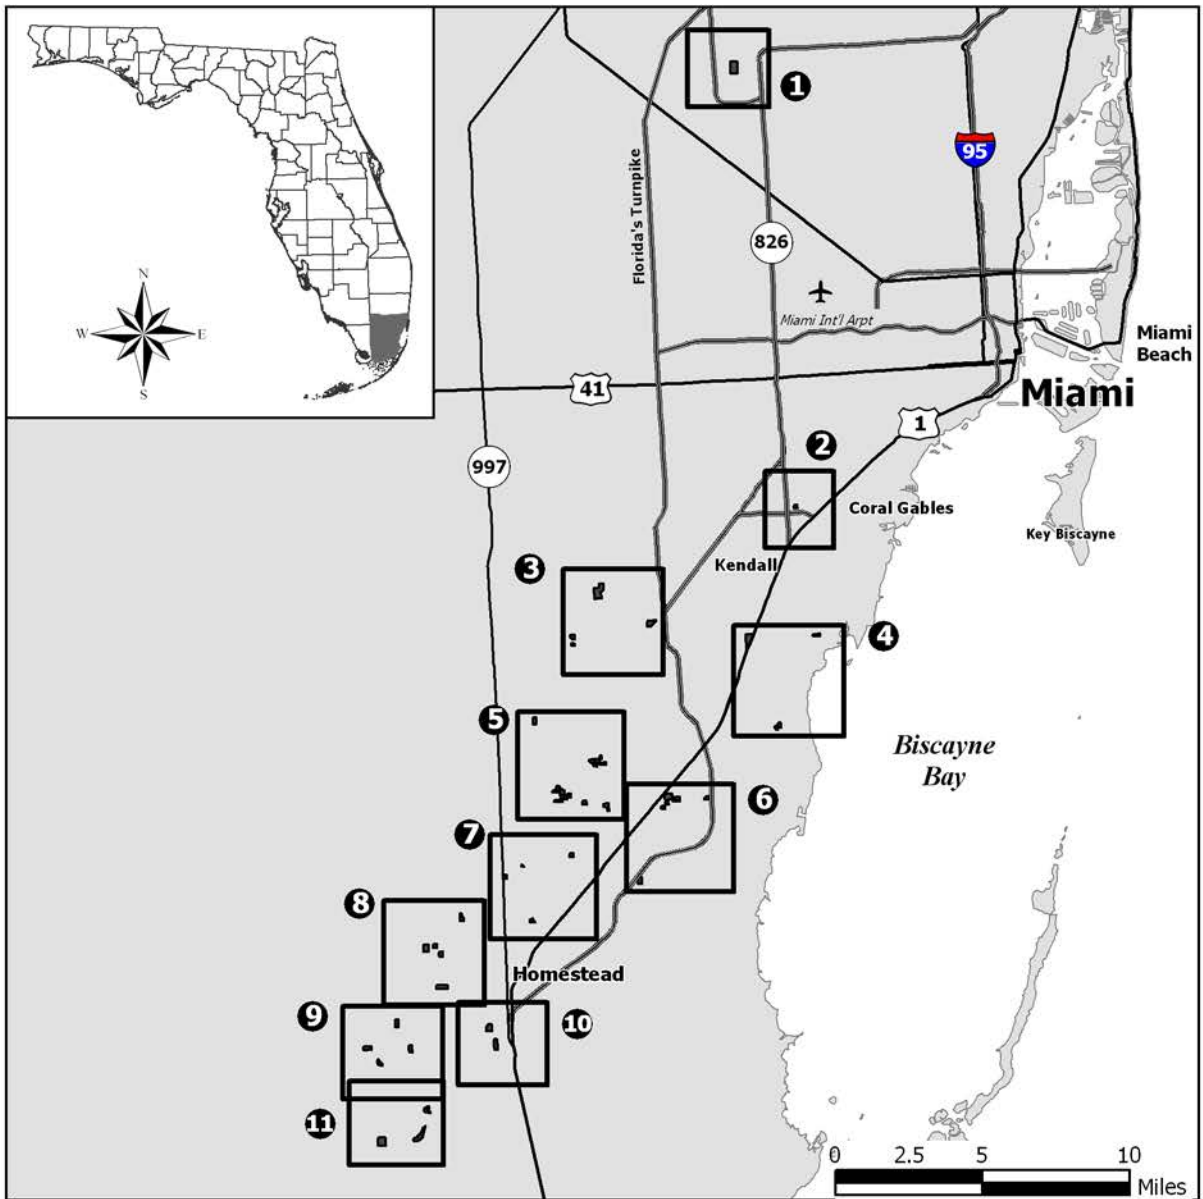 N
W
E
S
1
95
Florida's Turnpike
826
Miami Int'l Arpt
Miami
Beach
41
Miami
1
997
2
Coral Gables
Key Biscayne
Kendall
3
4
5
Biscayne
Bay
6
7
8
Homestead
9
10
11
0
2.5
5
10
Miles